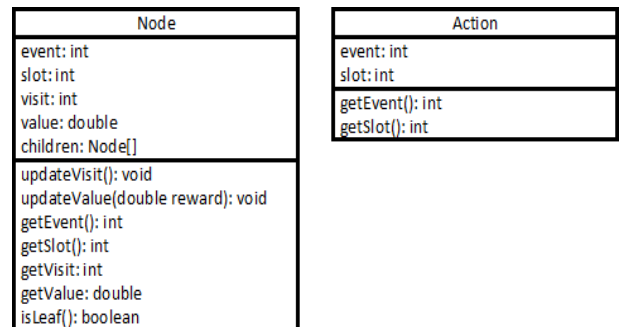 Node
event: int
slot: int
visit: int
value: double
children: Node[]
updateVisit(): void
updateValue(double reward): void
getEvent(): int
getSlot(): int
getVisit: int
getValue: double
isLeaf(): boolean
Action
event: int
slot: int
getEvent(): int
getSlot(): int